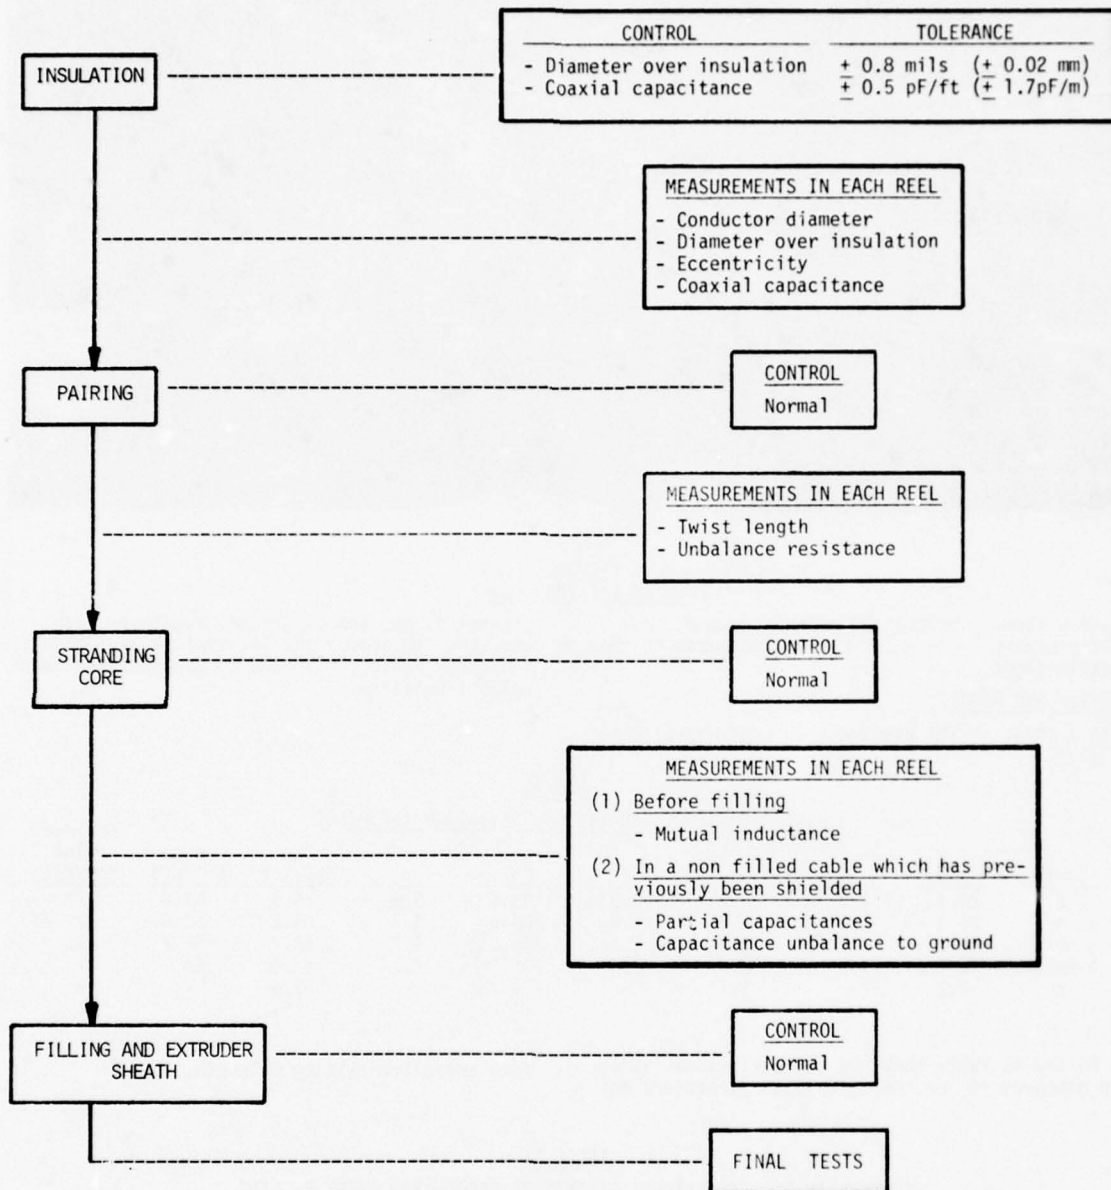 CONTROL TOLERANCE
INSULATION
- Diameter over insulation ± 0.8 mils (± 0.02 mm)
- Coaxial capacitance ± 0.5 pF/ft (± 1.7pF/m)
MEASUREMENTS IN EACH REEL
- Conductor diameter
- Diameter over insulation
- Eccentricity
- Coaxial capacitance
PAIRING
CONTROL
Normal
MEASUREMENTS IN EACH REEL
- Twist length
- Unbalance resistance
STRANDING
CORE
CONTROL
Normal
MEASUREMENTS IN EACH REEL
(1) Before filling
- Mutual inductance
(2) In a non filled cable which has pre-
viously been shielded
- Partial capacitances
- Capacitance unbalance to ground
FILLING AND EXTRUDER
SHEATH
CONTROL
Normal
FINAL TESTS